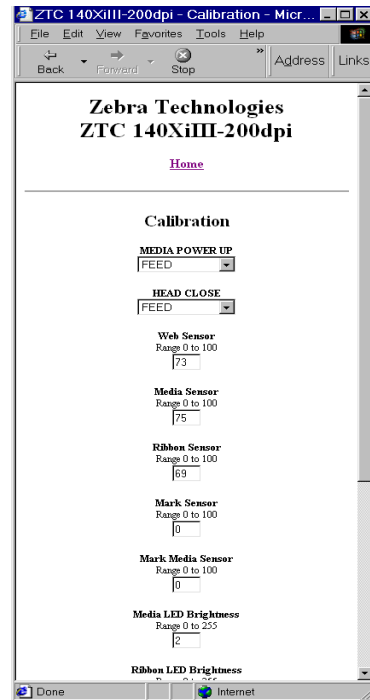 ZTC 140XiIII-200dpi - Calibration - Micr...
File Edit View Favorites Tools Help
Back Forward Stop » Address Links
Zebra Technologies
ZTC 140XiIII-200dpi
Home
Calibration
MEDIA POWER UP
FEED
HEAD CLOSE
FEED
Web Sensor
Range 0 to 100
73
Media Sensor
Range 0 to 100
75
Ribbon Sensor
Range 0 to 100
69
Mark Sensor
Range 0 to 100
0
Mark Media Sensor
Range 0 to 100
0
Media LED Brightness
Range 0 to 255
2
Ribbon LED Brightness
Done Internet